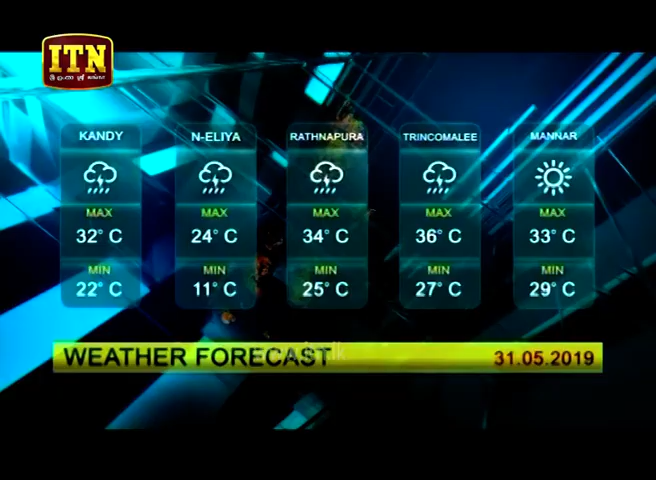 ITN
KANDY N-ELIYA RATHNAPURA TRINCOMALEE MANNAR
MAX MAX MAX MAX MAX
32° C 24° C 34° C 36° C 33° C
MIN MIN MIN MIN MIN
22° C 11° C 25° C 27° C 29° C
WEATHER FORECAST 31.05.2019